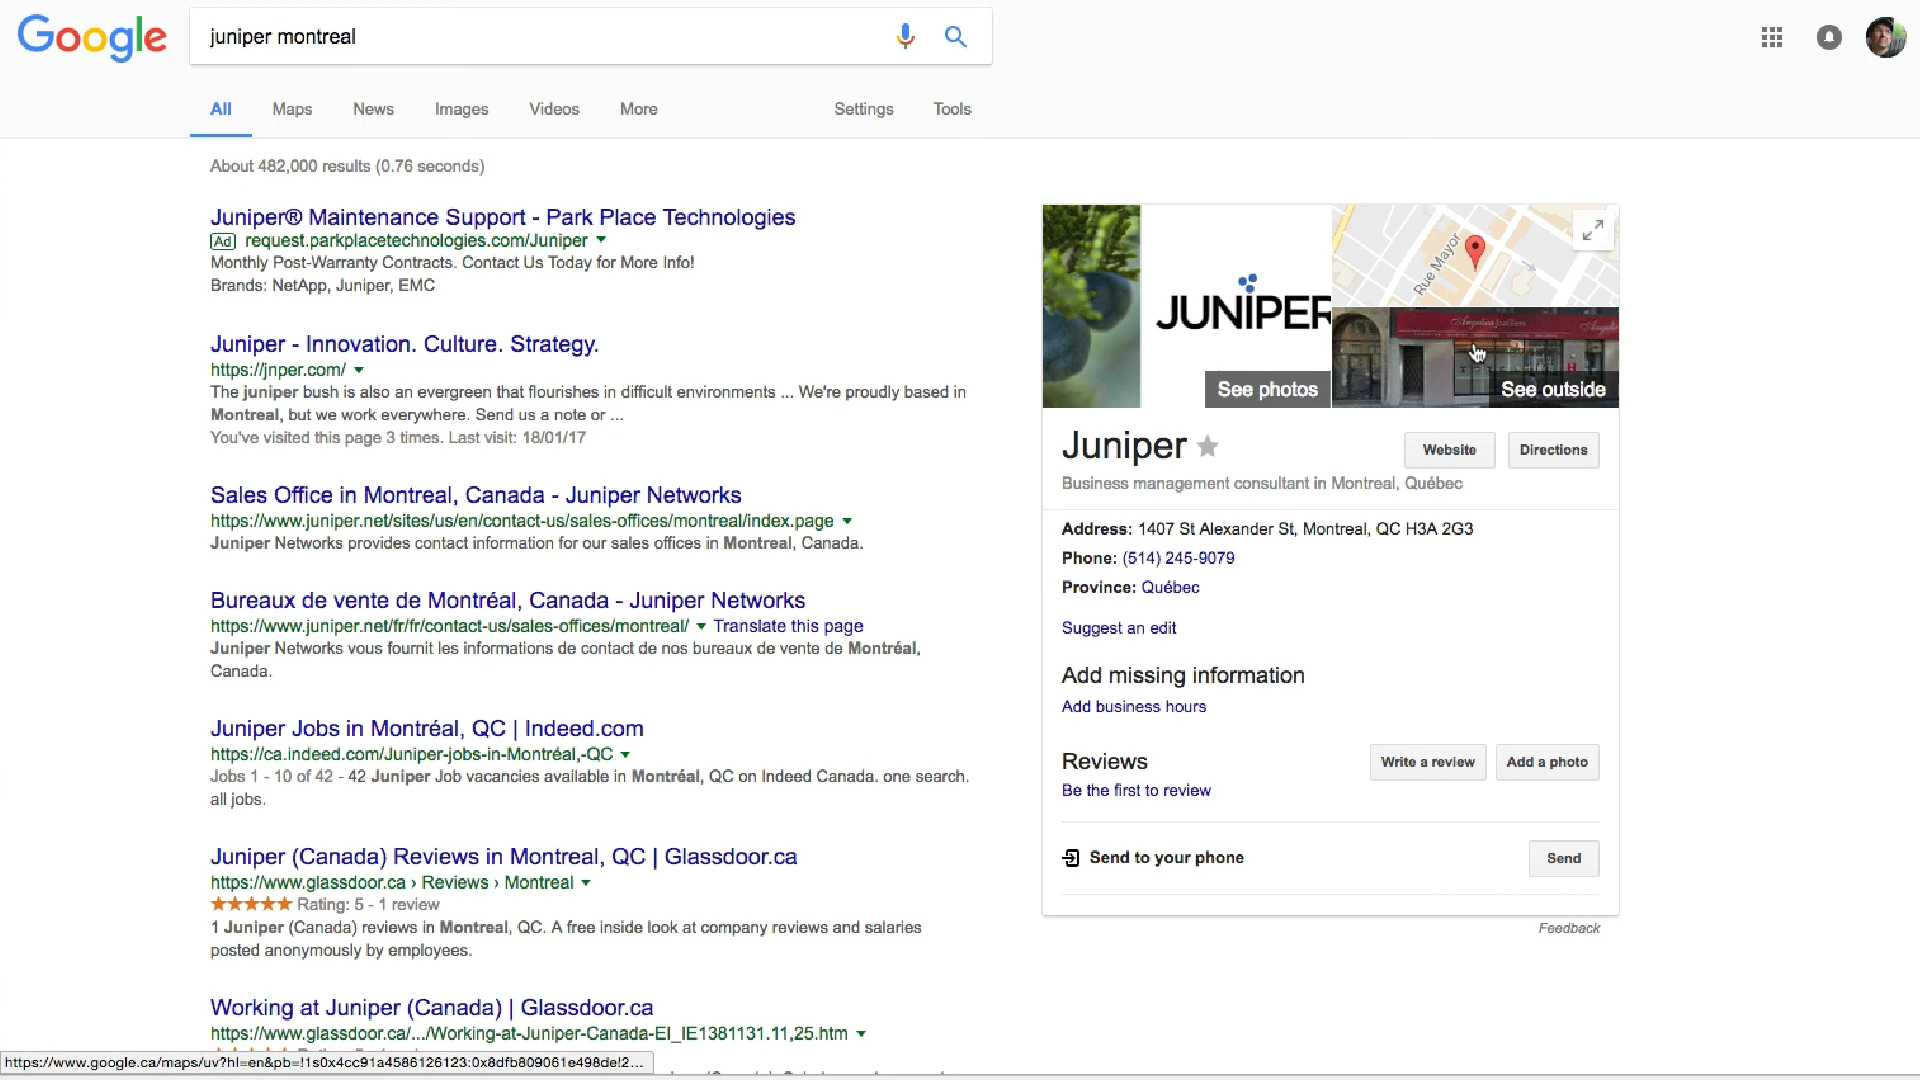 Google
juniper montreal
All Maps News Images Videos More Settings Tools
About 482,000 results (0.76 seconds)
Juniper® Maintenance Support - Park Place Technologies
Ad request.parkplacetechnologies.com/Juniper
Monthly Post-Warranty Contracts. Contact Us Today for More Info!
Brands: NetApp, Juniper, EMC
Juniper - Innovation. Culture. Strategy.
https://jnper.com/
The juniper bush is also an evergreen that flourishes in difficult environments ... We're proudly based in
Montreal, but we work everywhere. Send us a note or ...
You've visited this page 3 times. Last visit: 18/01/17
Sales Office in Montreal, Canada - Juniper Networks
https://www.juniper.net/sites/us/en/contact-us/sales-offices/montreal/index.page
Juniper Networks provides contact information for our sales offices in Montreal, Canada.
Bureaux de vente de Montréal, Canada - Juniper Networks
https://www.juniper.net/fr/fr/contact-us/sales-offices/montreal/ Translate this page
Juniper Networks vous fournit les informations de contact de nos bureaux de vente de Montréal,
Canada.
Juniper Jobs in Montréal, QC | Indeed.com
https://ca.indeed.com/Juniper-jobs-in-Montréal,-QC
Jobs 1 - 10 of 42 - 42 Juniper Job vacancies available in Montréal, QC on Indeed Canada. one search.
all jobs.
Juniper (Canada) Reviews in Montreal, QC | Glassdoor.ca
https://www.glassdoor.ca › Reviews › Montreal
Rating: 5 - 1 review
1 Juniper (Canada) reviews in Montreal, QC. A free inside look at company reviews and salaries
posted anonymously by employees.
Working at Juniper (Canada) | Glassdoor.ca
https://www.glassdoor.ca/.../Working-at-Juniper-Canada-EI_IE1381131.11,25.htm
https://www.google.ca/maps/uv?hl=en&pb=!1s0x4cc91a4586126123:0x8dfb809061e498de!2...
JUNIPER
Rue Mayor
See photos
See outside
Juniper
Website
Directions
Business management consultant in Montreal, Québec
Address: 1407 St Alexander St, Montreal, QC H3A 2G3
Phone: (514) 245-9079
Province: Québec
Suggest an edit
Add missing information
Add business hours
Reviews
Write a review
Add a photo
Be the first to review
Send to your phone
Send
Feedback